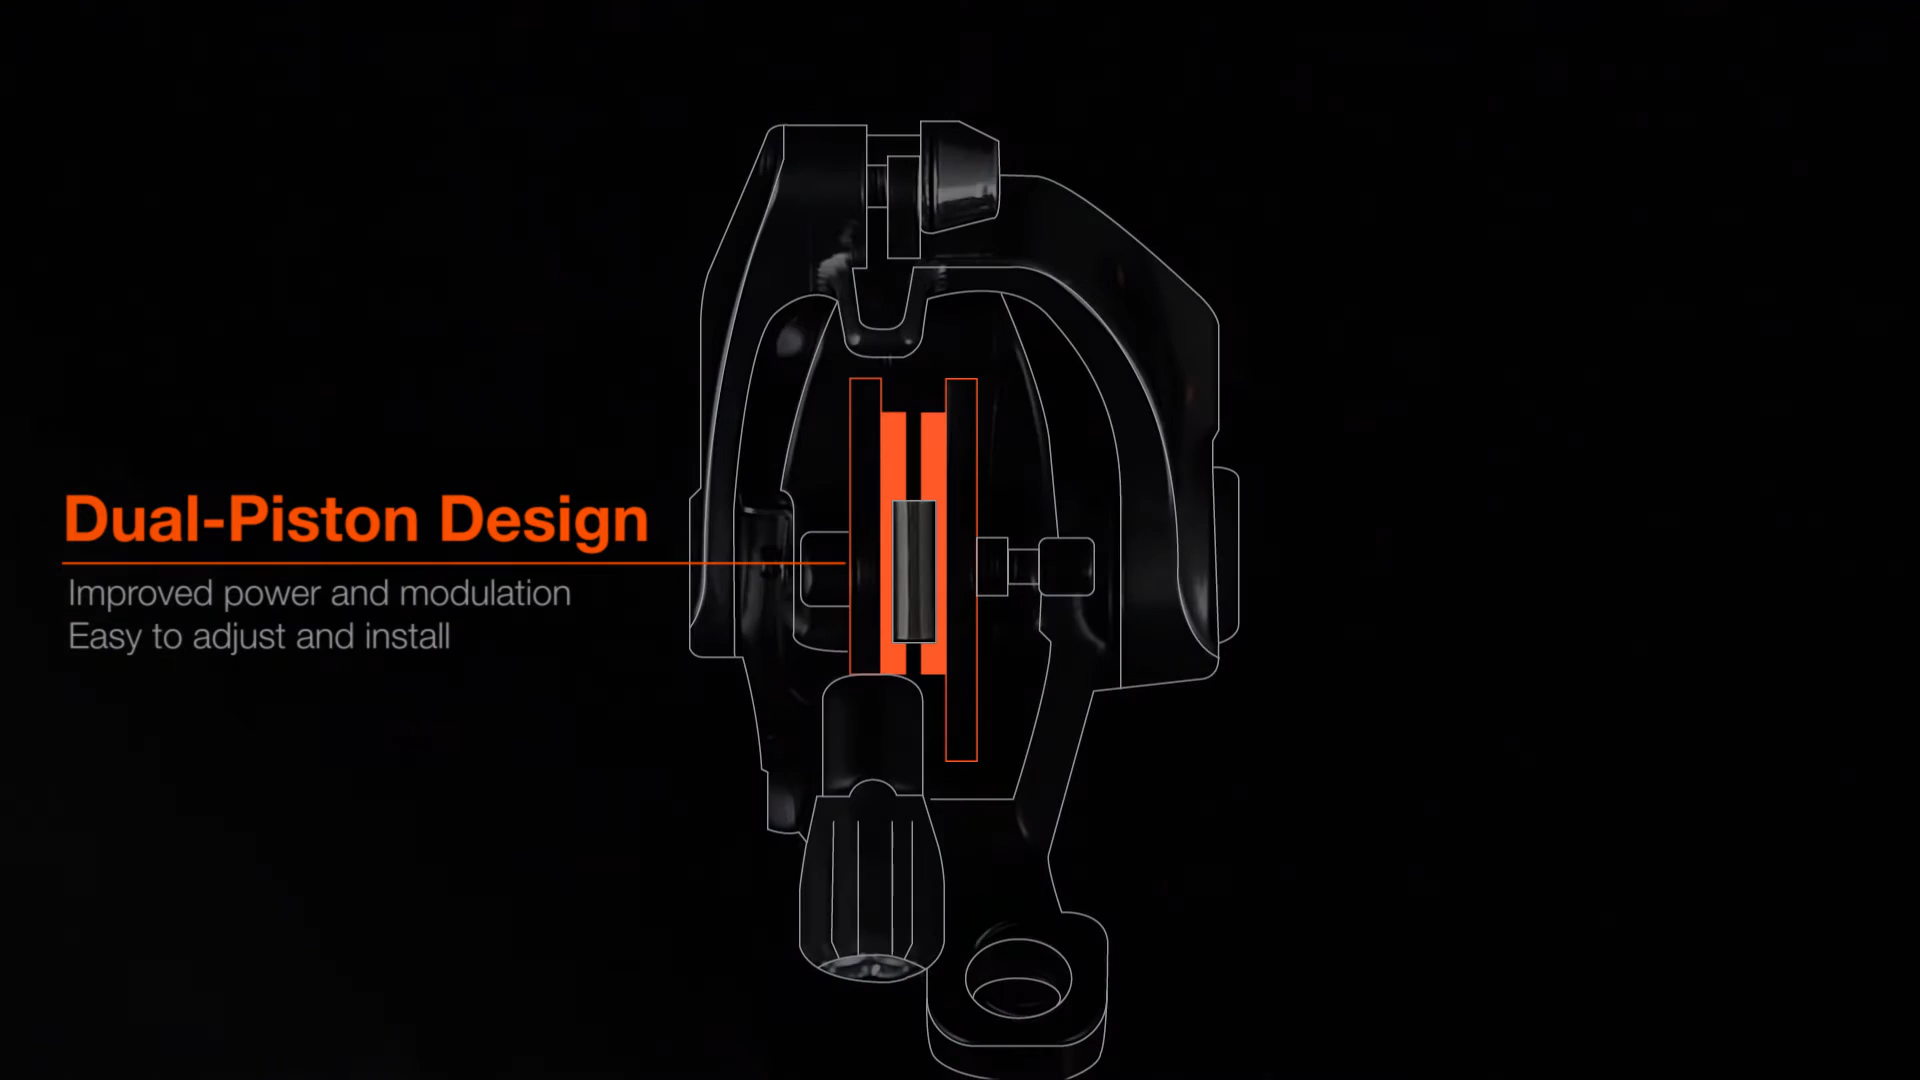 Dual-Piston Design
Improved power and modulation
Easy to adjust and install